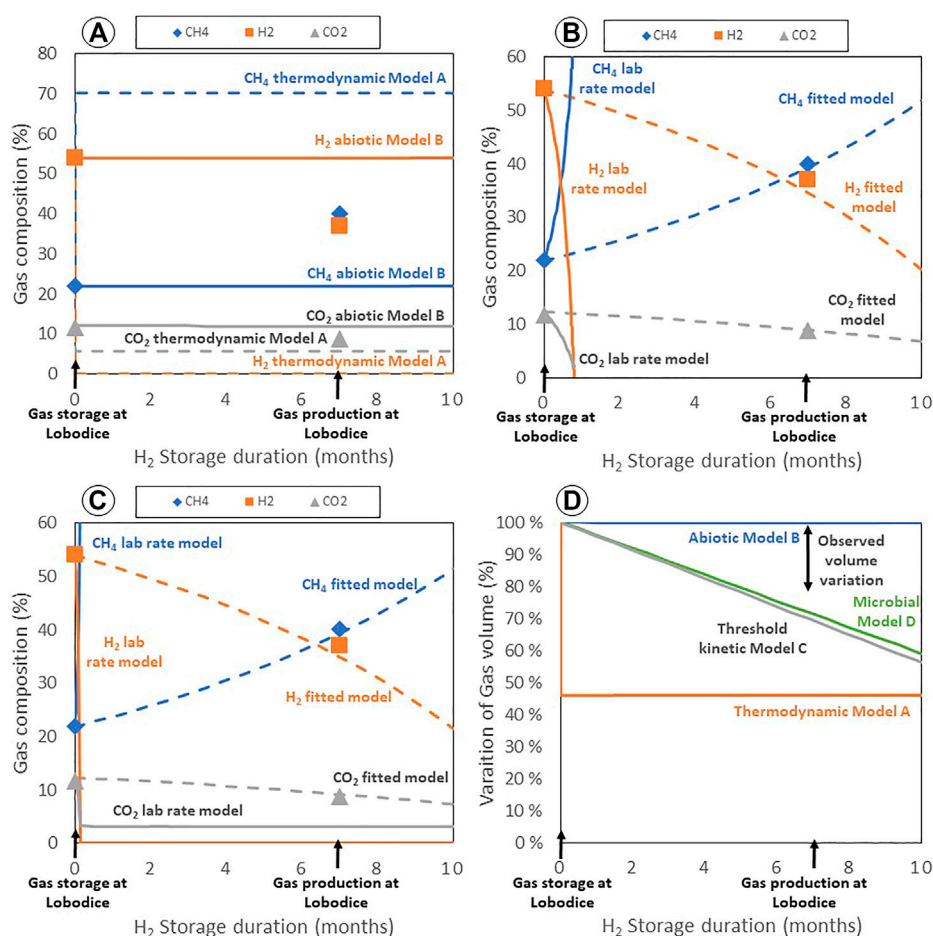 A
CH4 H2 CO2
80
70
60
50
40
30
20
10
0
Gas composition (%)
CH4 thermodynamic Model A
H2 abiotic Model B
CH4 abiotic Model B
CO2 abiotic Model B
CO2 thermodynamic Model A
H2 thermodynamic Model A
0 2 4 6 8 10
Gas storage at
Lobodice
Gas production at
Lobodice
H2 Storage duration (months)
B
CH4 H2 CO2
60
50
40
30
20
10
0
Gas composition (%)
CH4 lab
rate model
CH4 fitted model
H2 lab
rate model
H2 fitted
model
CO2 fitted
model
CO2 lab rate model
0 2 4 6 8 10
Gas storage at
Lobodice
Gas production at
Lobodice
H2 Storage duration (months)
C
CH4 H2 CO2
60
50
40
30
20
10
0
Gas composition (%)
CH4 lab rate model
CH4 fitted model
H2 lab
rate model
H2 fitted model
CO2 fitted model
CO2 lab rate model
0 2 4 6 8 10
Gas storage at
Lobodice
Gas production at
Lobodice
H2 Storage duration (months)
D
100 %
90 %
80 %
70 %
60 %
50 %
40 %
30 %
20 %
10 %
0 %
Varaition of Gas volume (%)
Abiotic Model B
Observed
volume
variation
Microbial
Model D
Threshold
kinetic Model C
Thermodynamic Model A
0 2 4 6 8 10
Gas storage at
Lobodice
Gas production at
Lobodice
H2 Storage duration (months)